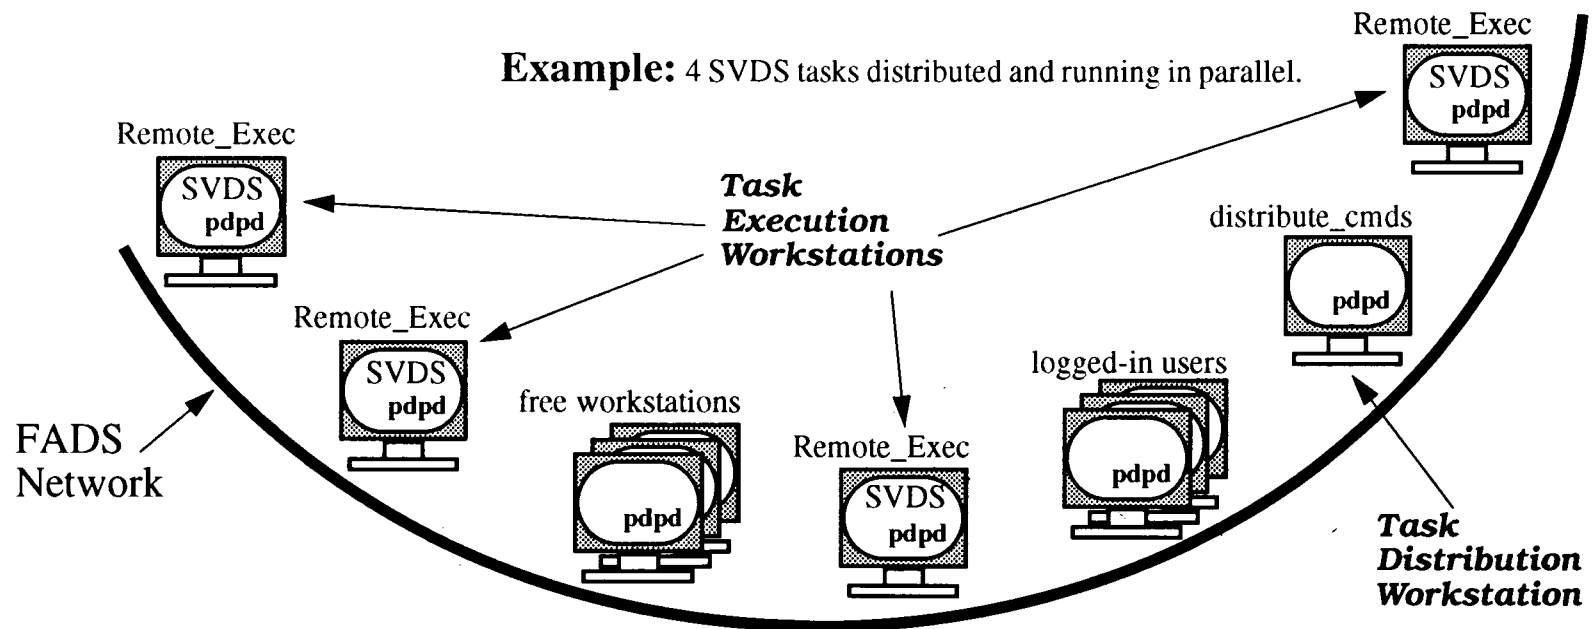 Remote_Exec
SVDS
pdpd
Example: 4 SVDS tasks distributed and running in parallel.
Remote_Exec
SVDS
pdpd
Task
Execution
Workstations
distribute_cmds
pdpd
Remote_Exec
SVDS
pdpd
free workstations
pdpd
Remote_Exec
SVDS
pdpd
logged-in users
pdpd
FADS
Network
Task
Distribution
Workstation